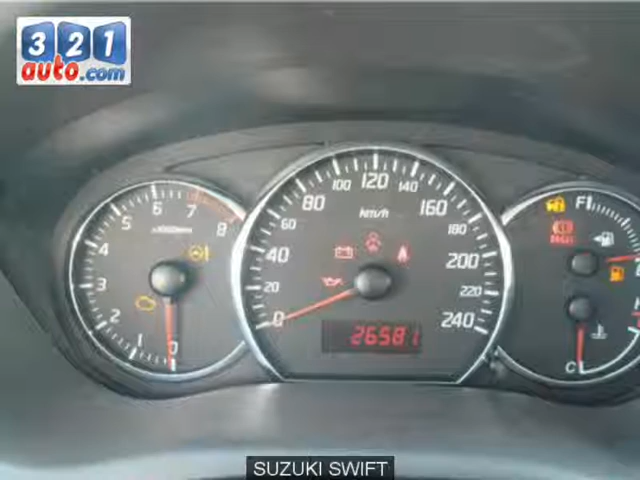 321
auto.com
0 1 2 3 4 5 6 7 8
x1000r/min
0 20 40 60 80 100 120 140 160 180 200 220 240
km/h
26581
F
C
SUZUKI SWIFT